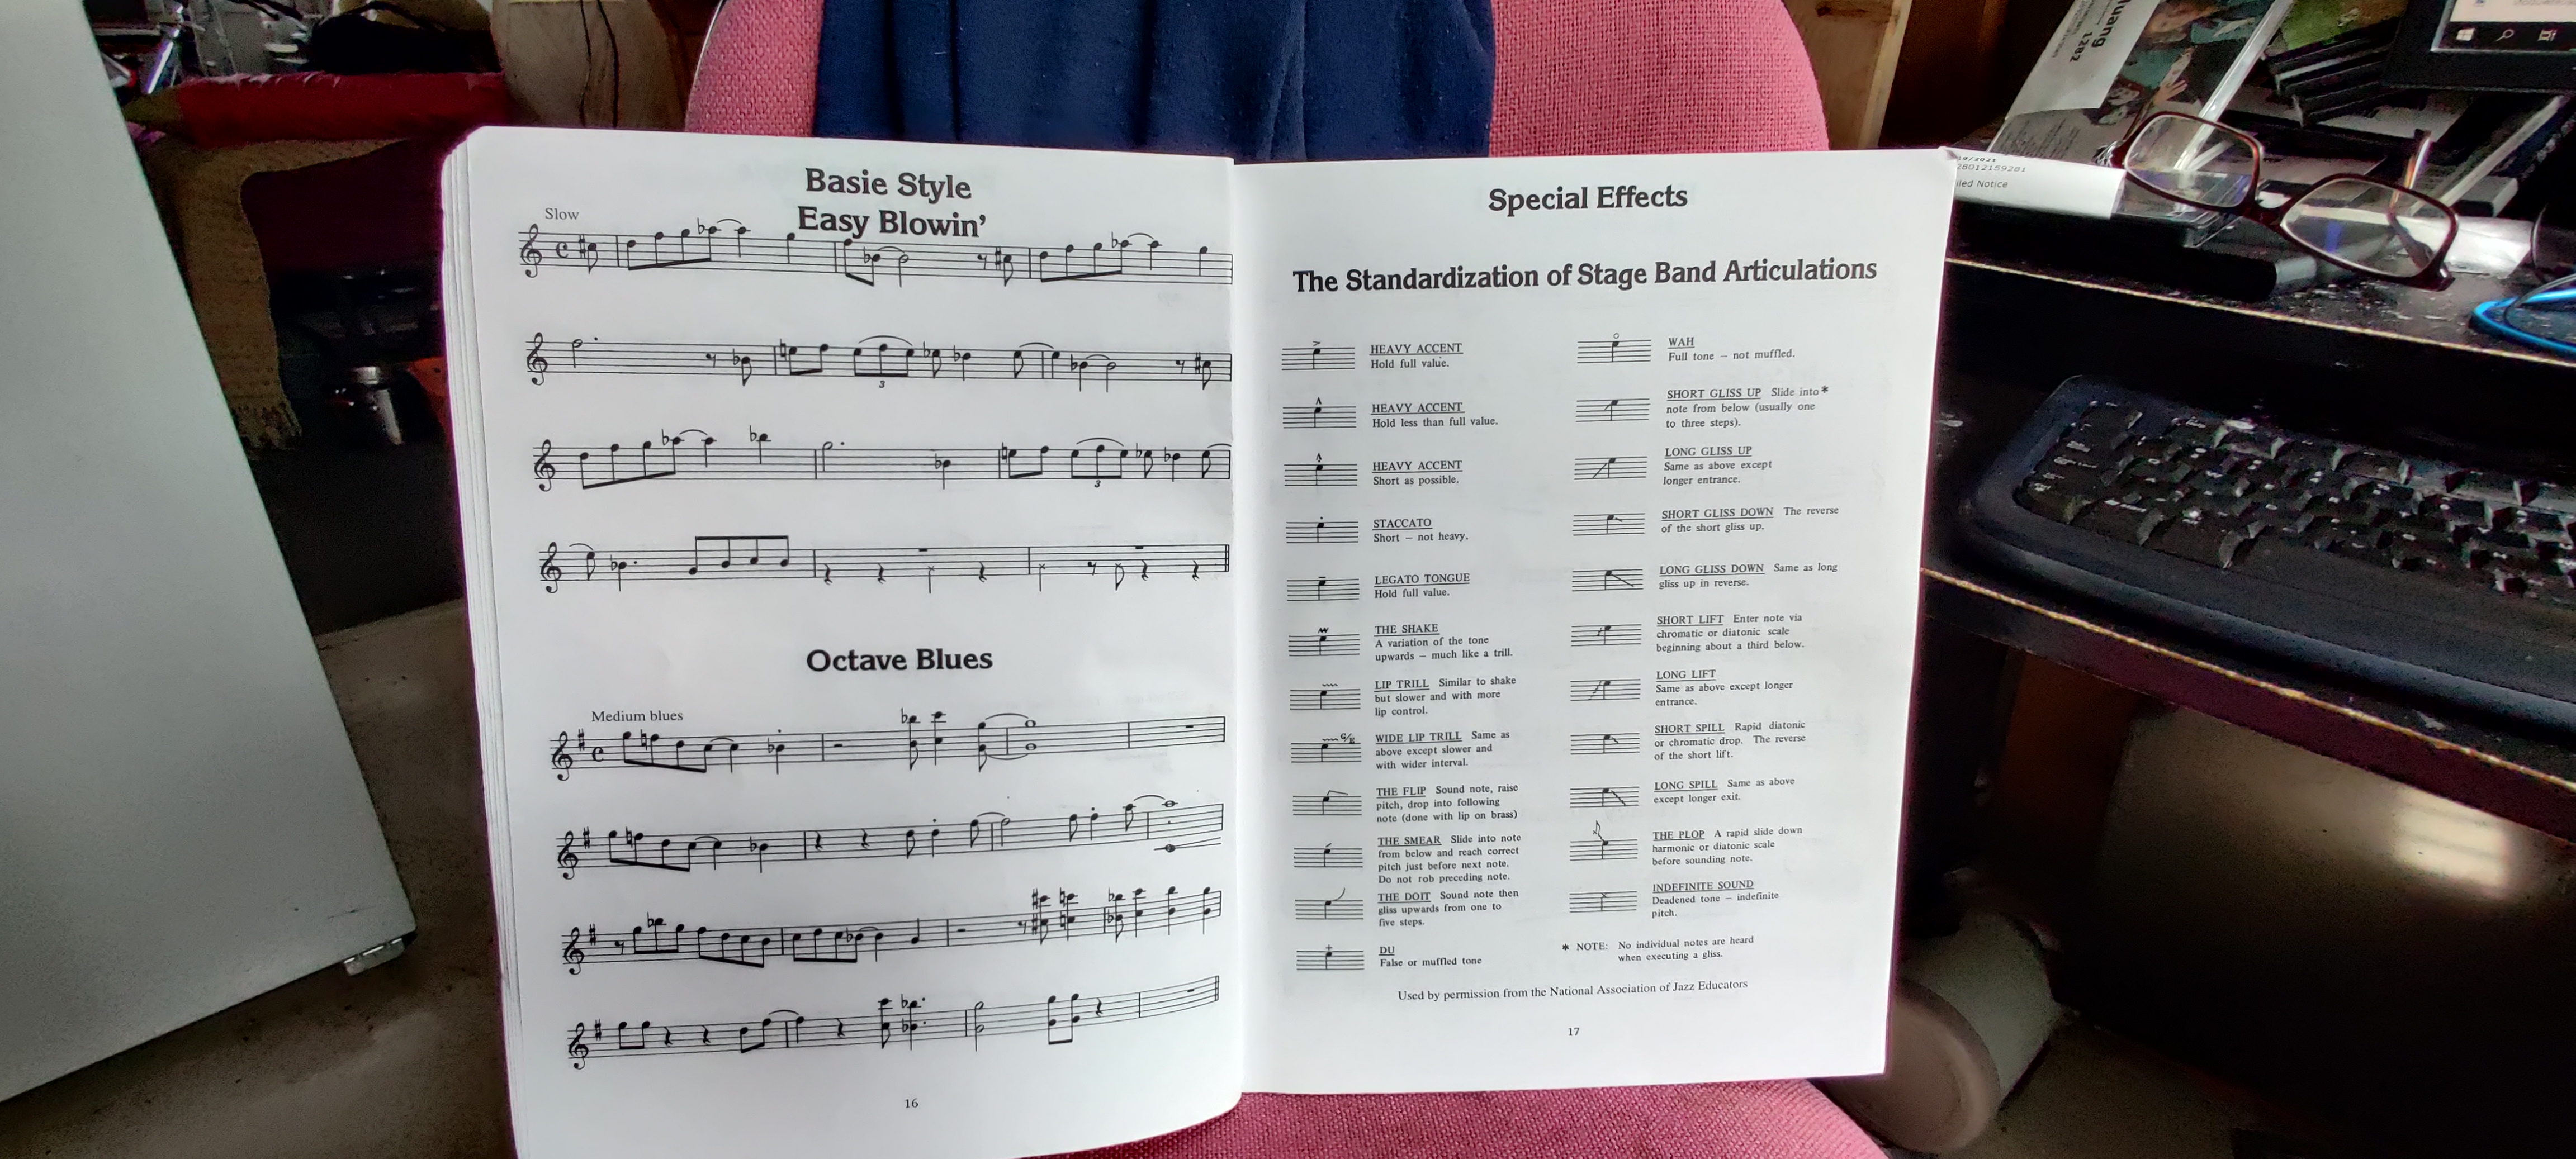 Basie Style
Easy Blowin'
Slow
3
3
Octave Blues
Medium blues
16
Special Effects
The Standardization of Stage Band Articulations
HEAVY ACCENT
Hold full value.
HEAVY ACCENT
Hold less than full value.
HEAVY ACCENT
Short as possible.
STACCATO
Short – not heavy.
LEGATO TONGUE
Hold full value.
THE SHAKE
A variation of the tone
upwards – much like a trill.
LIP TRILL Similar to shake
but slower and with more
lip control.
WIDE LIP TRILL Same as
above except slower and
with wider interval.
THE FLIP Sound note, raise
pitch, drop into following
note (done with lip on brass)
THE SMEAR Slide into note
from below and reach correct
pitch just before next note.
Do not rob preceding note.
THE DOIT Sound note then
gliss upwards from one to
five steps.
DU
False or muffled tone
WAH
Full tone – not muffled.
SHORT GLISS UP Slide into*
note from below (usually one
to three steps).
LONG GLISS UP
Same as above except
longer entrance.
SHORT GLISS DOWN The reverse
of the short gliss up.
LONG GLISS DOWN Same as long
gliss up in reverse.
SHORT LIFT Enter note via
chromatic or diatonic scale
beginning about a third below.
LONG LIFT
Same as above except longer
entrance.
SHORT SPILL Rapid diatonic
or chromatic drop. The reverse
of the short lift.
LONG SPILL Same as above
except longer exit.
THE PLOP A rapid slide down
harmonic or diatonic scale
before sounding note.
INDEFINITE SOUND
Deadened tone – indefinite
pitch.
* NOTE: No individual notes are heard
when executing a gliss.
Used by permission from the National Association of Jazz Educators
17
uang
1282
28012159281
Notice